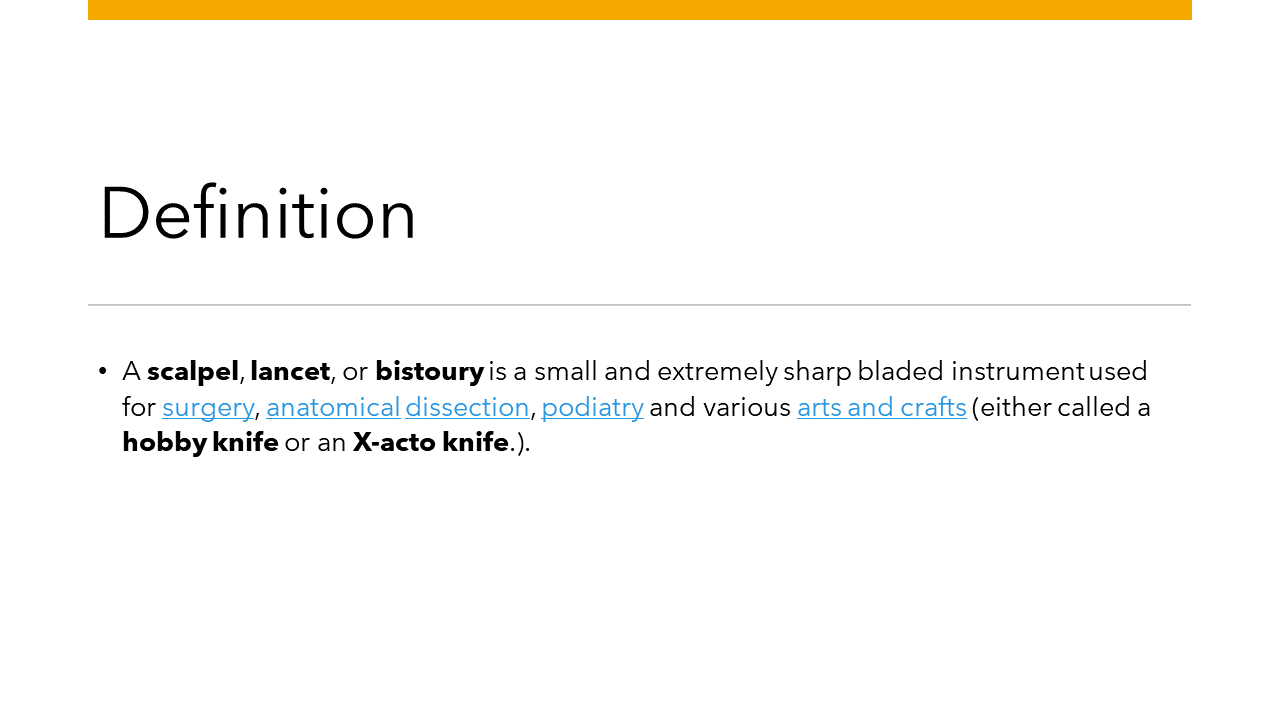 Definition
• A scalpel, lancet, or bistoury is a small and extremely sharp bladed instrument used
for surgery, anatomical dissection, podiatry and various arts and crafts (either called a
hobby knife or an X-acto knife.).